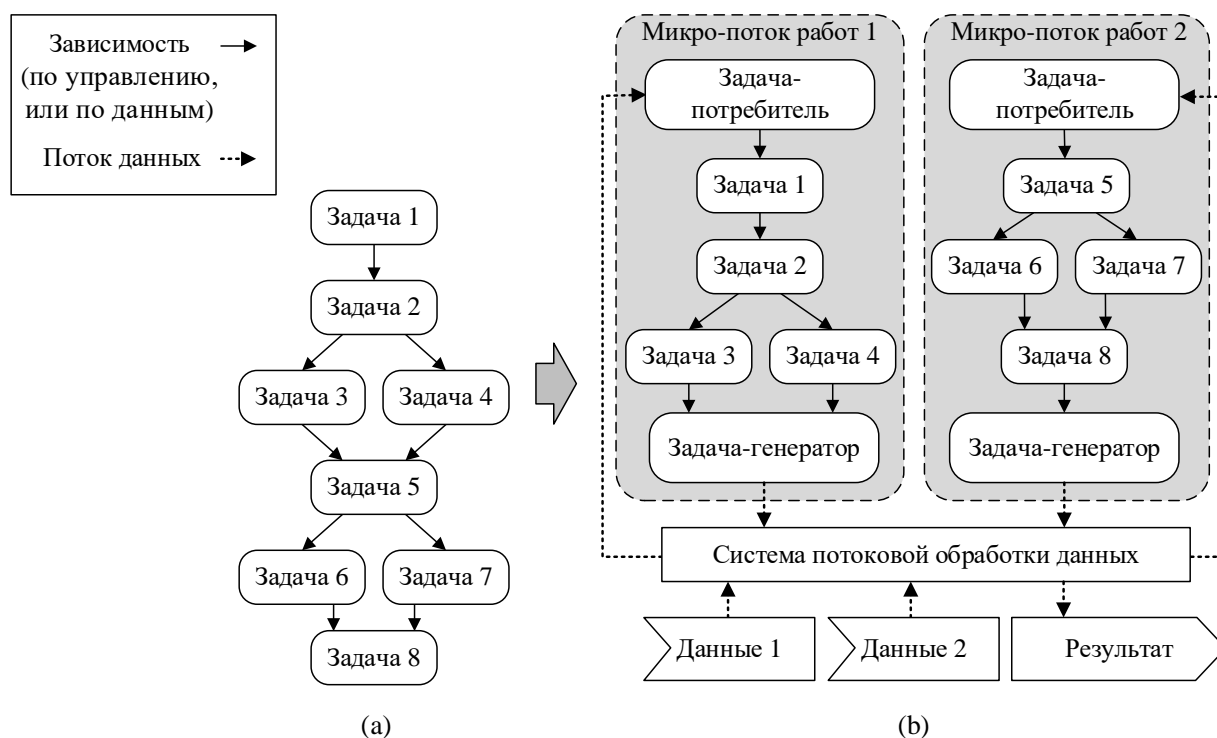 Зависимость
(по управлению,
или по данным)
Поток данных
Задача 1
Задача 2
Задача 3
Задача 4
Задача 5
Задача 6
Задача 7
Задача 8
(a)
Микро-поток работ 1
Задача-
потребитель
Задача 1
Задача 2
Задача 3
Задача 4
Задача-генератор
Микро-поток работ 2
Задача-
потребитель
Задача 5
Задача 6
Задача 7
Задача 8
Задача-генератор
Система потоковой обработки данных
Данные 1
Данные 2
Результат
(b)